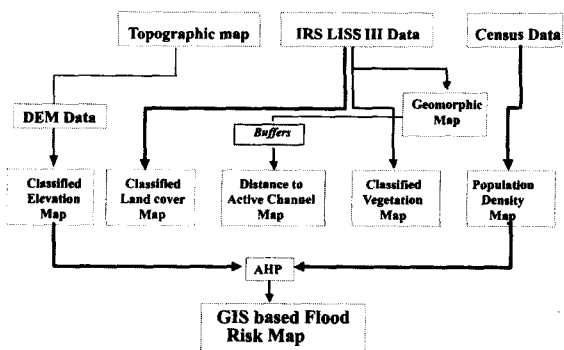 Topographic map
IRS LISS III Data
Census Data
Geomorphic
Map
DEM Data
Buffers
Classified
Elevation
Map
Classified
Land cover
Map
Distance to
Active Channel
Map
Classified
Vegetation Map
Population
Density
Map
AHP
GIS based Flood
Risk Map